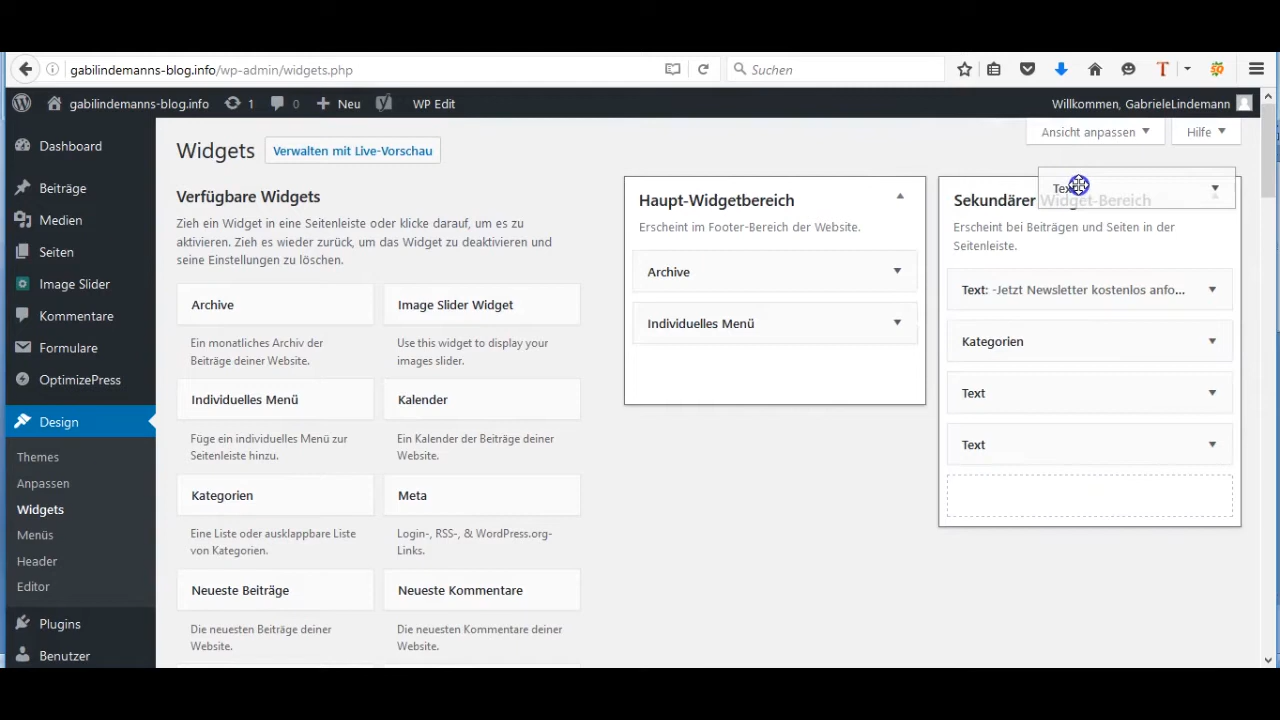 gabilindemanns-blog.info/wp-admin/widgets.php
Suchen
gabilindemanns-blog.info
1
0
Neu
WP Edit
Willkommen, GabrieleLindemann
Dashboard
Beiträge
Medien
Seiten
Image Slider
Kommentare
Formulare
OptimizePress
Design
Themes
Anpassen
Widgets
Menüs
Header
Editor
Plugins
Benutzer
Ansicht anpassen
Hilfe
Widgets
Verwalten mit Live-Vorschau
Verfügbare Widgets
Zieh ein Widget in eine Seitenleiste oder klicke darauf, um es zu
aktivieren. Zieh es wieder zurück, um das Widget zu deaktivieren und
seine Einstellungen zu löschen.
Archive
Ein monatliches Archiv der
Beiträge deiner Website.
Image Slider Widget
Use this widget to display your
images slider.
Individuelles Menü
Füge ein individuelles Menü zur
Seitenleiste hinzu.
Kalender
Ein Kalender der Beiträge deiner
Website.
Kategorien
Eine Liste oder ausklappbare Liste
von Kategorien.
Meta
Login-, RSS-, & WordPress.org-
Links.
Neueste Beiträge
Die neuesten Beiträge deiner
Website.
Neueste Kommentare
Die neuesten Kommentare deiner
Website.
Haupt-Widgetbereich
Erscheint im Footer-Bereich der Website.
Archive
Individuelles Menü
Text
Sekundärer Widget-Bereich
Erscheint bei Beiträgen und Seiten in der
Seitenleiste.
Text: -Jetzt Newsletter kostenlos anfo...
Kategorien
Text
Text